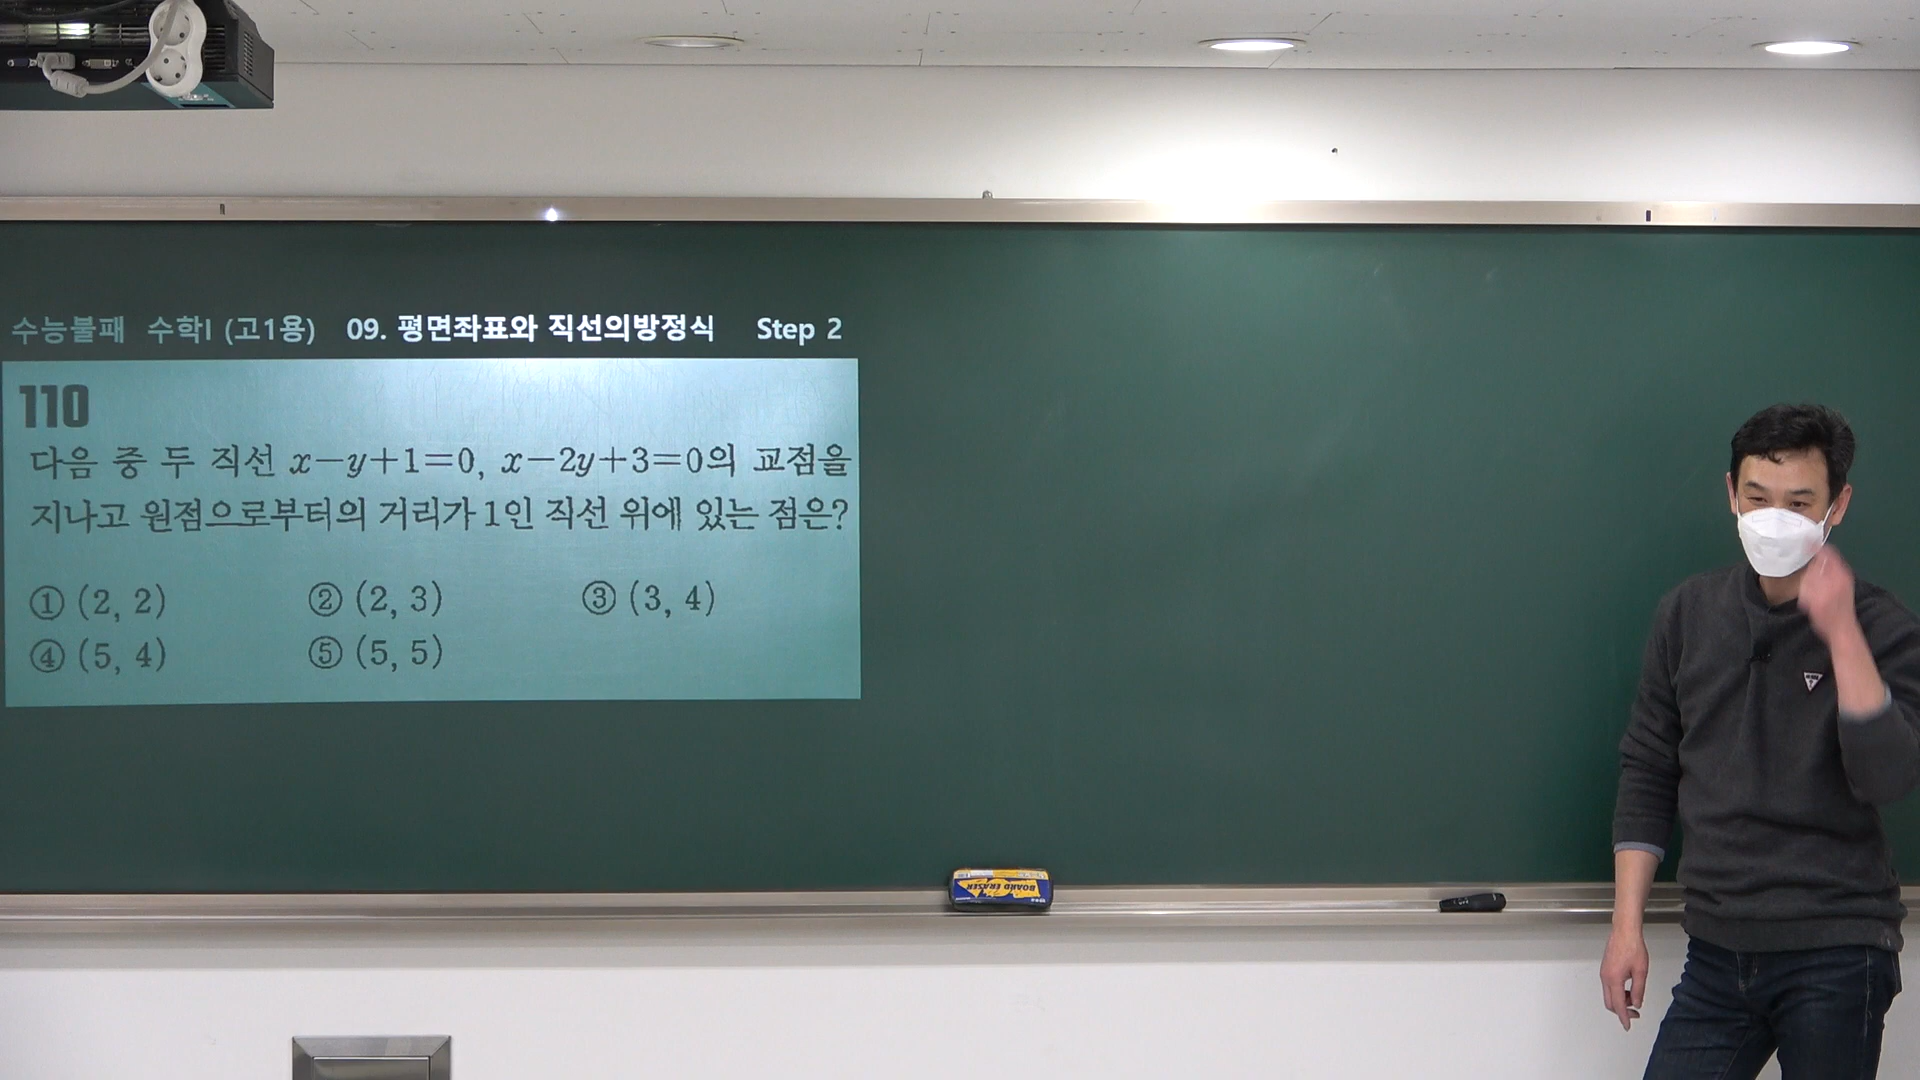 수능불패 수학I (고1용) 09. 평면좌표와 직선의방정식 Step 2
110
다음 중 두 직선 x−y+1=0, x−2y+3=0의 교점을
지나고 원점으로부터의 거리가 1인 직선 위에 있는 점은?
① (2, 2) ② (2, 3) ③ (3, 4)
④ (5, 4) ⑤ (5, 5)
BOARD ERASER